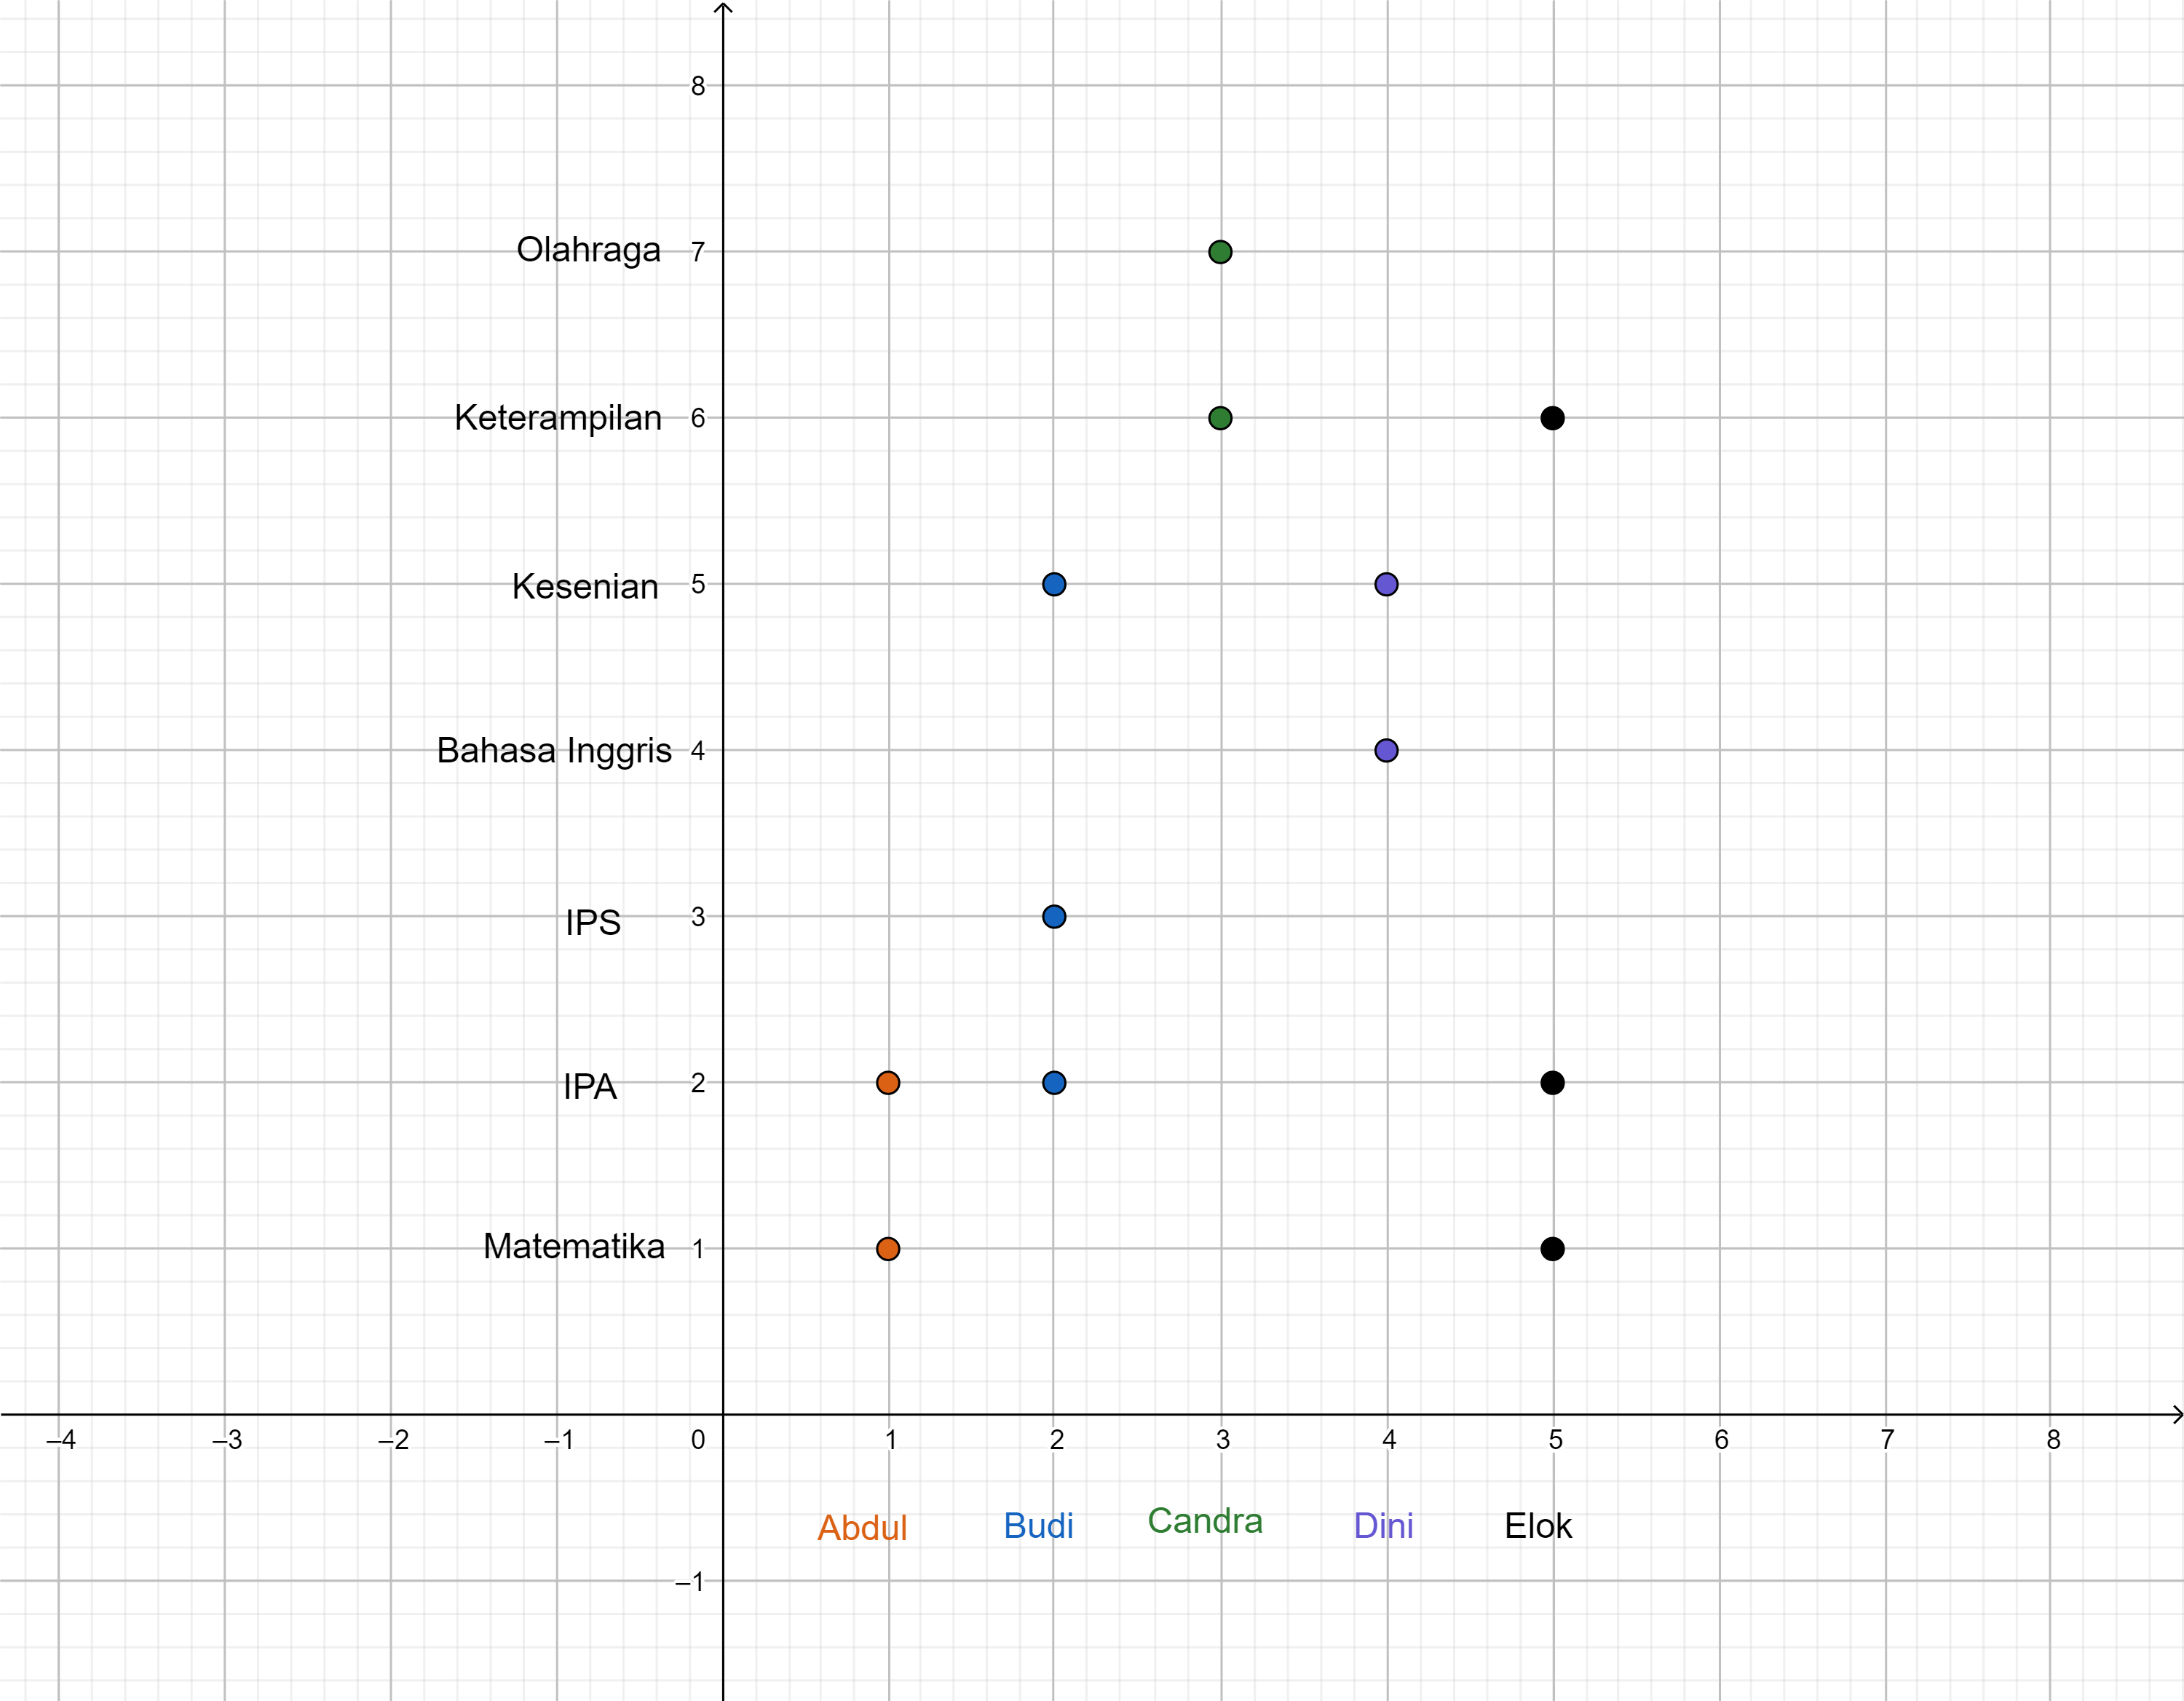 8
Olahraga 7
Keterampilan 6
Kesenian 5
Bahasa Inggris 4
IPS 3
IPA 2
Matematika 1
–4 –3 –2 –1 0 1 2 3 4 5 6 7 8
Abdul Budi Candra Dini Elok
–1